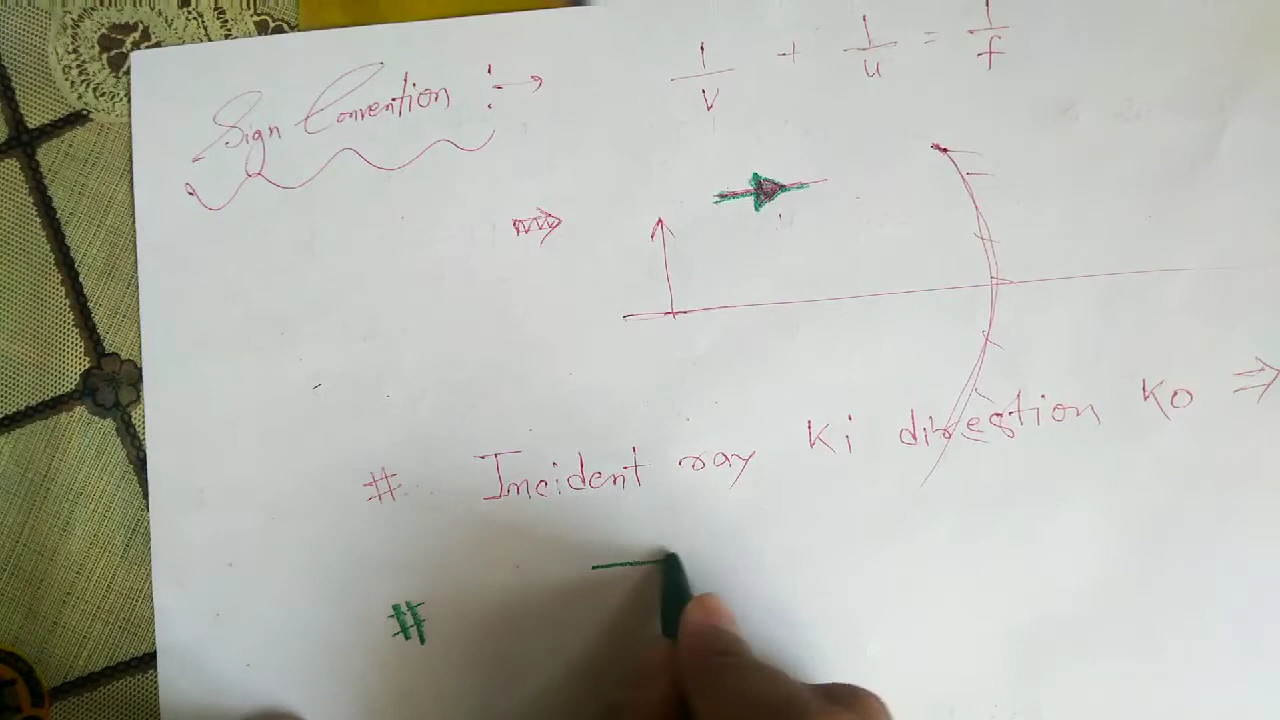 Sign Convention :→ 1/v + 1/u = 1/f
# Incident ray ki direction ko ⇒
#